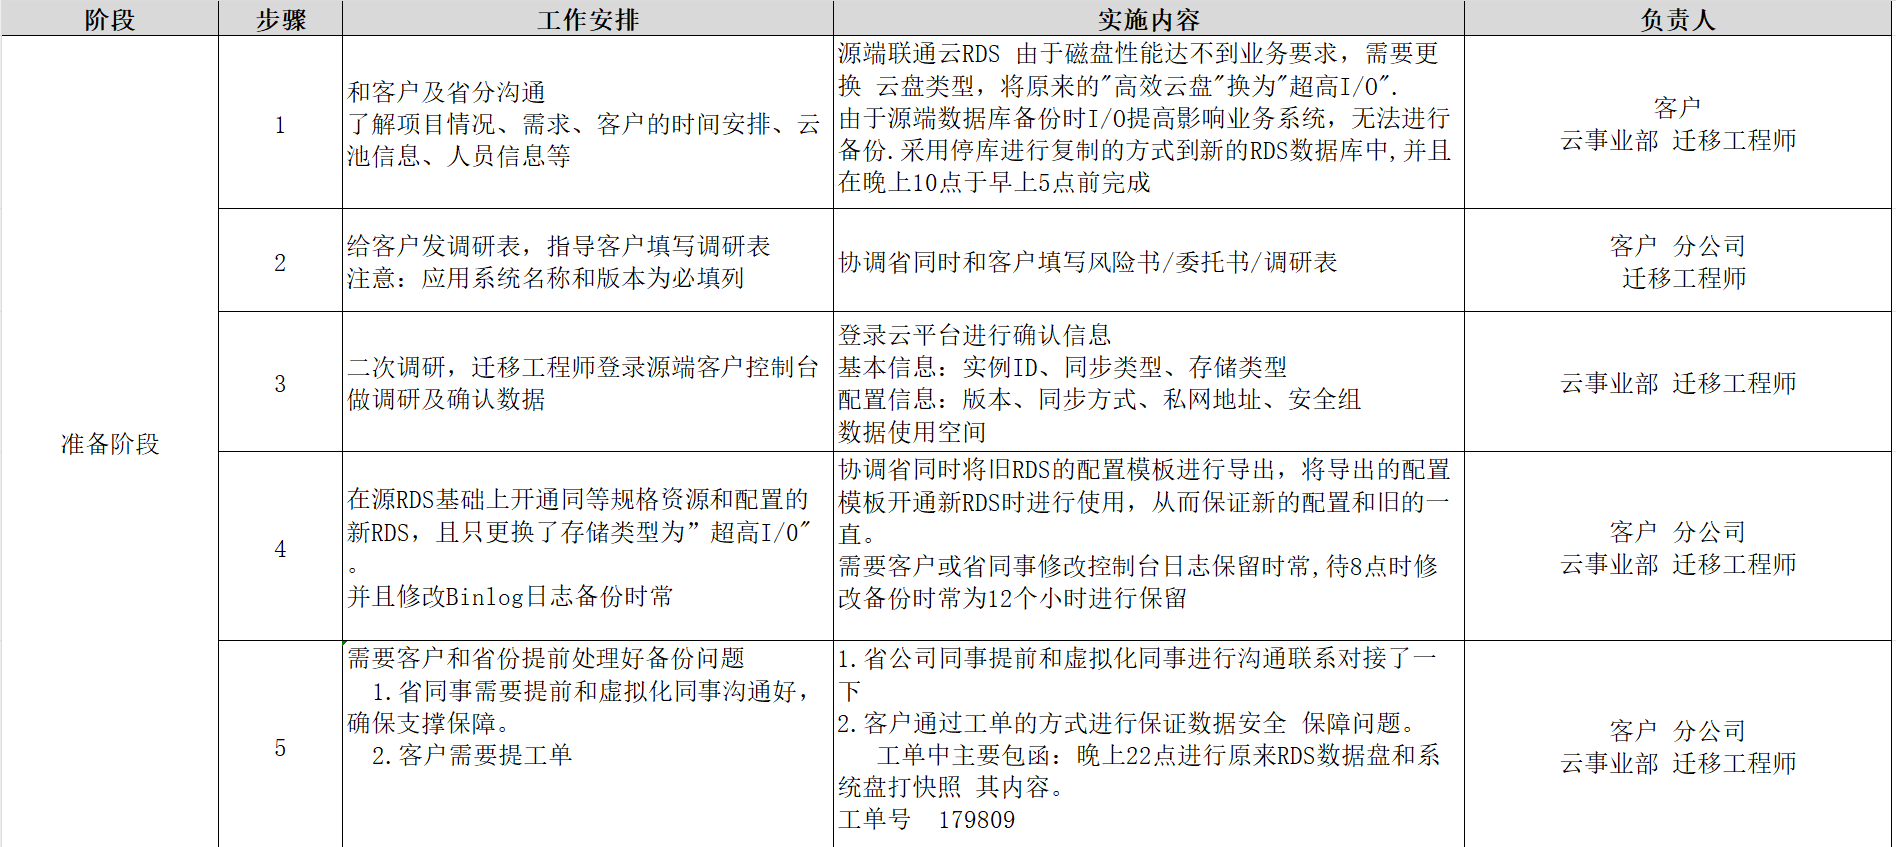 阶段 步骤 工作安排 实施内容 负责人
准备阶段
1
和客户及省分沟通
了解项目情况、需求、客户的时间安排、云
池信息、人员信息等
源端联通云RDS 由于磁盘性能达不到业务要求，需要更
换 云盘类型，将原来的"高效云盘"换为"超高I/O".
由于源端数据库备份时I/O提高影响业务系统，无法进行
备份.采用停库进行复制的方式到新的RDS数据库中,并且
在晚上10点于早上5点前完成
客户
云事业部 迁移工程师
2
给客户发调研表，指导客户填写调研表
注意：应用系统名称和版本为必填列
协调省同时和客户填写风险书/委托书/调研表
客户 分公司
迁移工程师
3
二次调研，迁移工程师登录源端客户控制台
做调研及确认数据
登录云平台进行确认信息
基本信息：实例ID、同步类型、存储类型
配置信息：版本、同步方式、私网地址、安全组
数据使用空间
云事业部 迁移工程师
4
在源RDS基础上开通同等规格资源和配置的
新RDS，且只更换了存储类型为”超高I/O"
。
并且修改Binlog日志备份时常
协调省同时将旧RDS的配置模板进行导出，将导出的配置
模板开通新RDS时进行使用，从而保证新的配置和旧的一
直。
需要客户或省同事修改控制台日志保留时常,待8点时修
改备份时常为12个小时进行保留
客户 分公司
云事业部 迁移工程师
5
需要客户和省份提前处理好备份问题
1.省同事需要提前和虚拟化同事沟通好，
确保支撑保障。
2.客户需要提工单
1.省公司同事提前和虚拟化同事进行沟通联系对接了一
下
2.客户通过工单的方式进行保证数据安全 保障问题。
工单中主要包函：晚上22点进行原来RDS数据盘和系
统盘打快照 其内容。
工单号 179809
客户 分公司
云事业部 迁移工程师